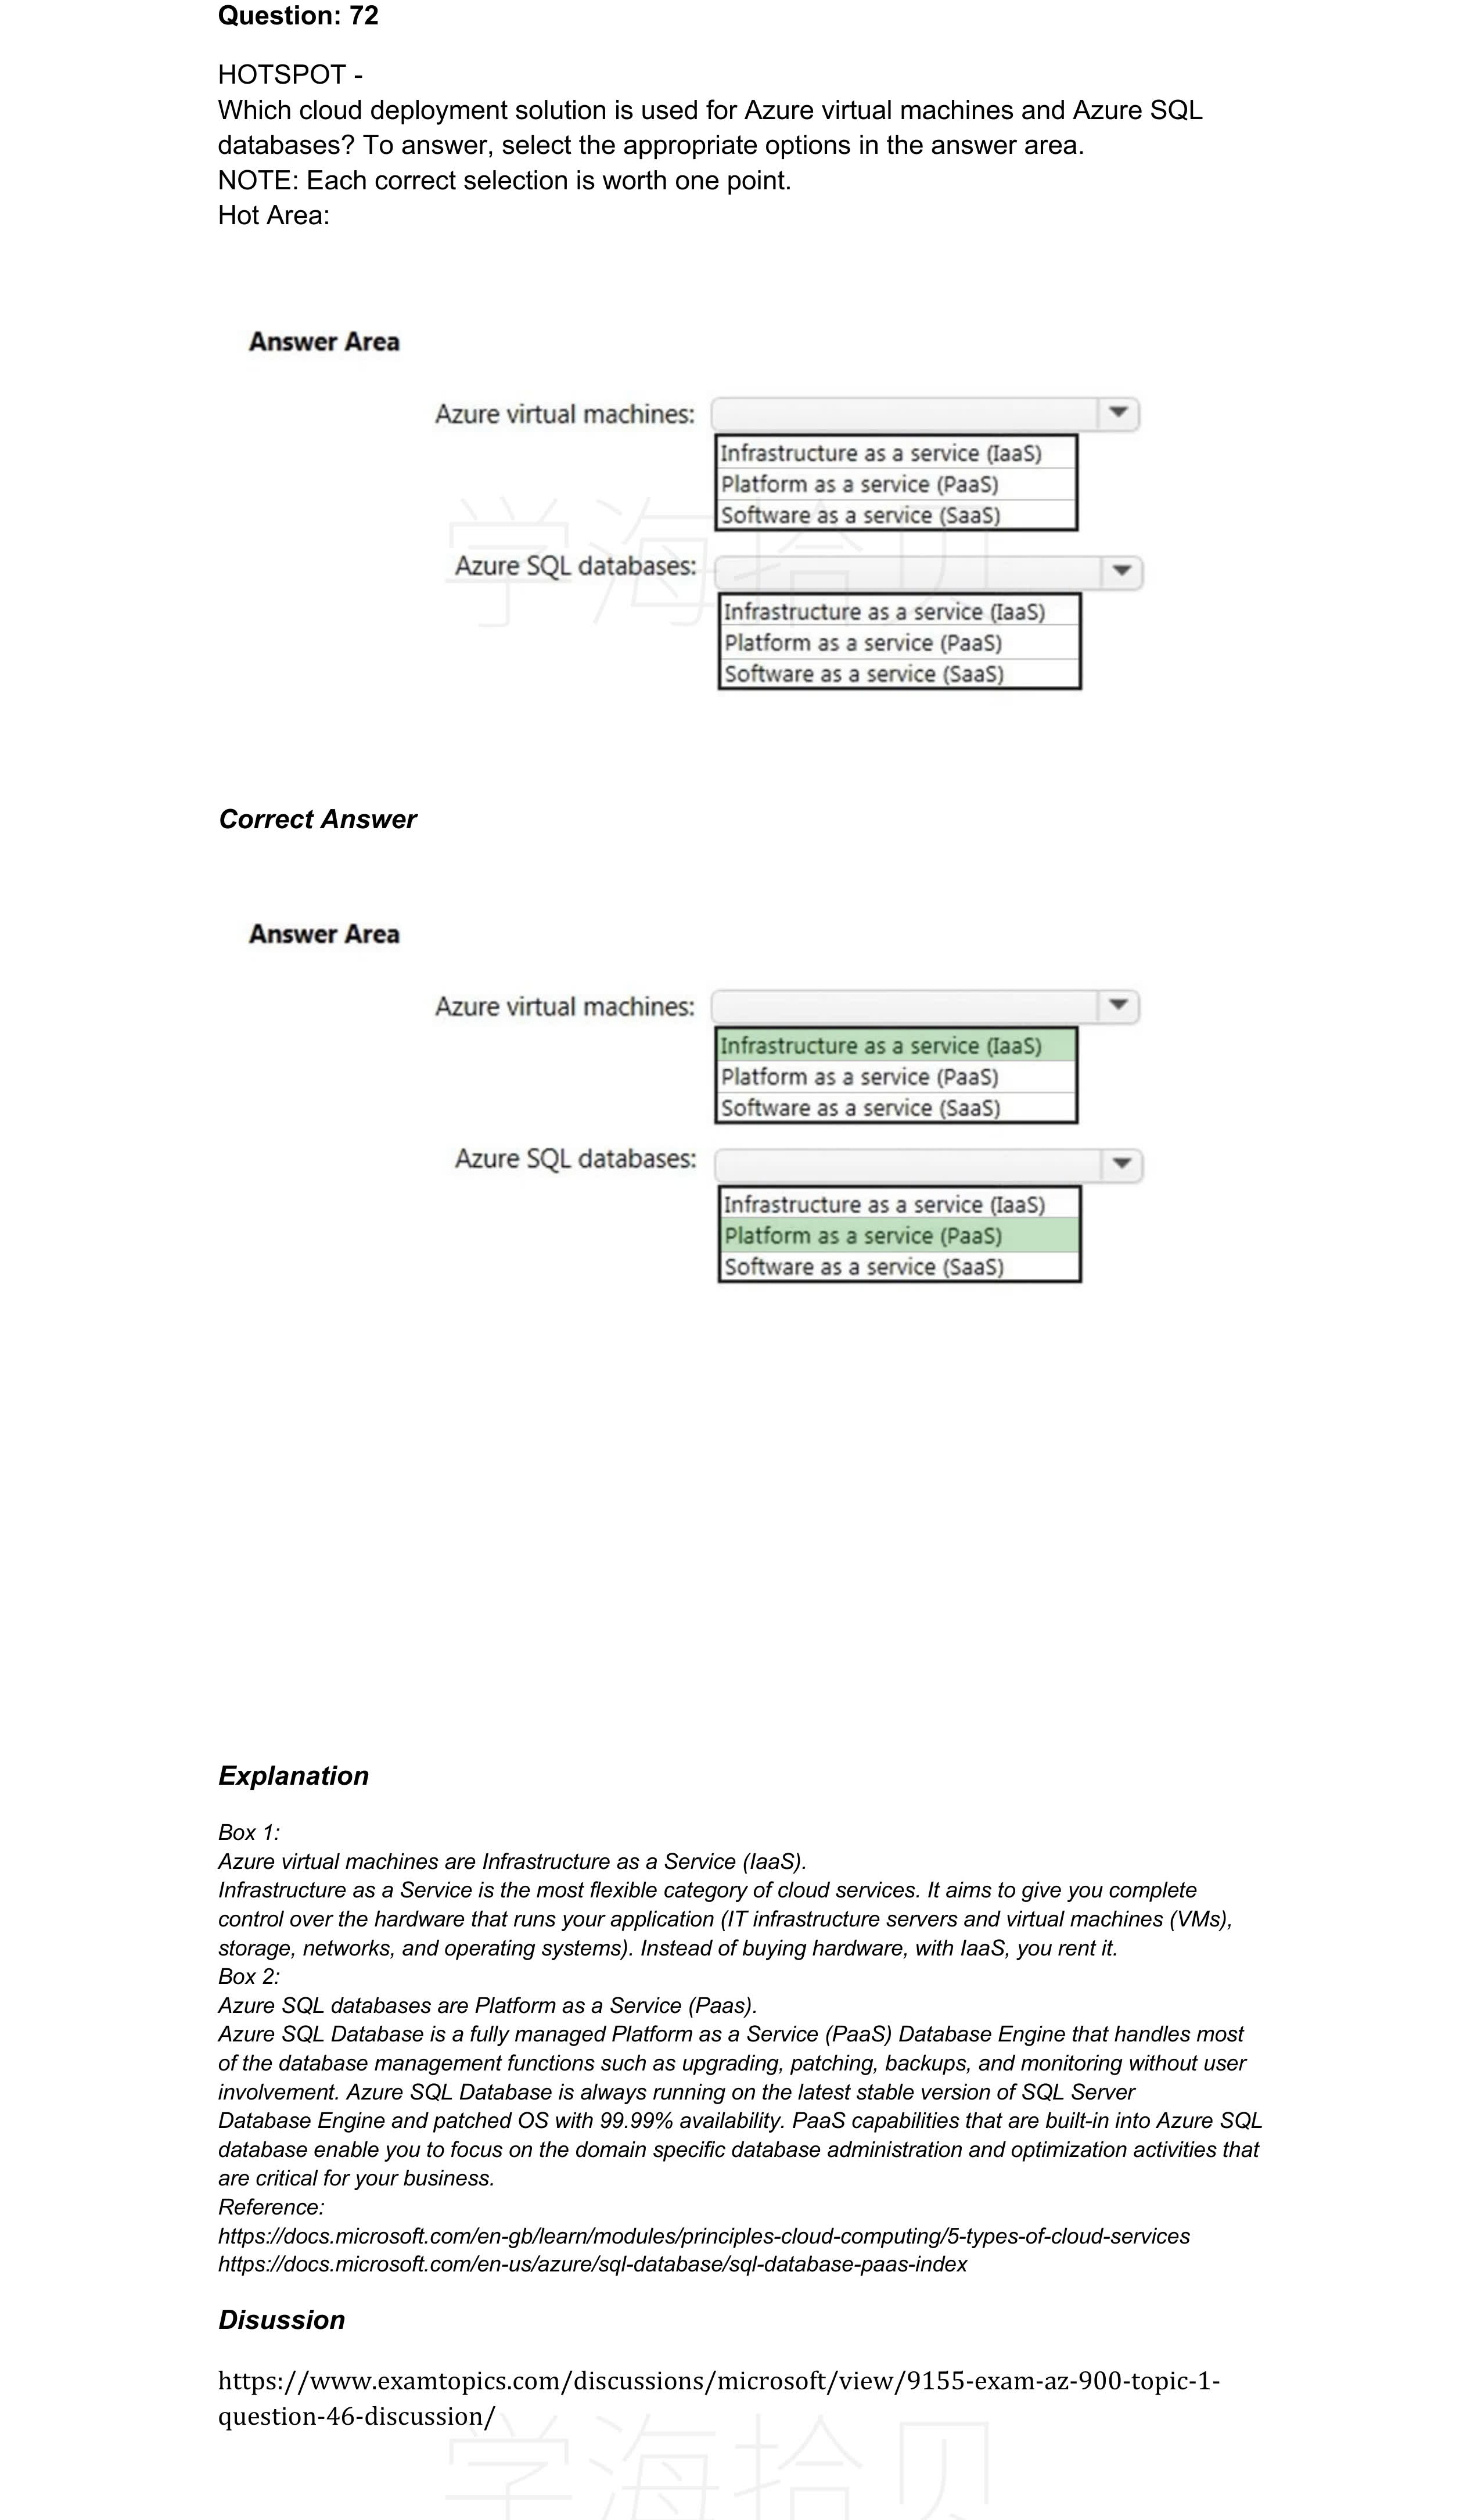 Question: 72
HOTSPOT -
Which cloud deployment solution is used for Azure virtual machines and Azure SQL
databases? To answer, select the appropriate options in the answer area.
NOTE: Each correct selection is worth one point.
Hot Area:
Answer Area
Azure virtual machines:
Infrastructure as a service (IaaS)
Platform as a service (PaaS)
Software as a service (SaaS)
学海拾贝
Azure SQL databases:
Infrastructure as a service (IaaS)
Platform as a service (PaaS)
Software as a service (SaaS)
Correct Answer
Answer Area
Azure virtual machines:
Infrastructure as a service (IaaS)
Platform as a service (PaaS)
Software as a service (SaaS)
Azure SQL databases:
Infrastructure as a service (IaaS)
Platform as a service (PaaS)
Software as a service (SaaS)
Explanation
Box 1:
Azure virtual machines are Infrastructure as a Service (IaaS).
Infrastructure as a Service is the most flexible category of cloud services. It aims to give you complete
control over the hardware that runs your application (IT infrastructure servers and virtual machines (VMs),
storage, networks, and operating systems). Instead of buying hardware, with IaaS, you rent it.
Box 2:
Azure SQL databases are Platform as a Service (Paas).
Azure SQL Database is a fully managed Platform as a Service (PaaS) Database Engine that handles most
of the database management functions such as upgrading, patching, backups, and monitoring without user
involvement. Azure SQL Database is always running on the latest stable version of SQL Server
Database Engine and patched OS with 99.99% availability. PaaS capabilities that are built-in into Azure SQL
database enable you to focus on the domain specific database administration and optimization activities that
are critical for your business.
Reference:
https://docs.microsoft.com/en-gb/learn/modules/principles-cloud-computing/5-types-of-cloud-services
https://docs.microsoft.com/en-us/azure/sql-database/sql-database-paas-index
Disussion
https://www.examtopics.com/discussions/microsoft/view/9155-exam-az-900-topic-1-
question-46-discussion/
学海拾贝